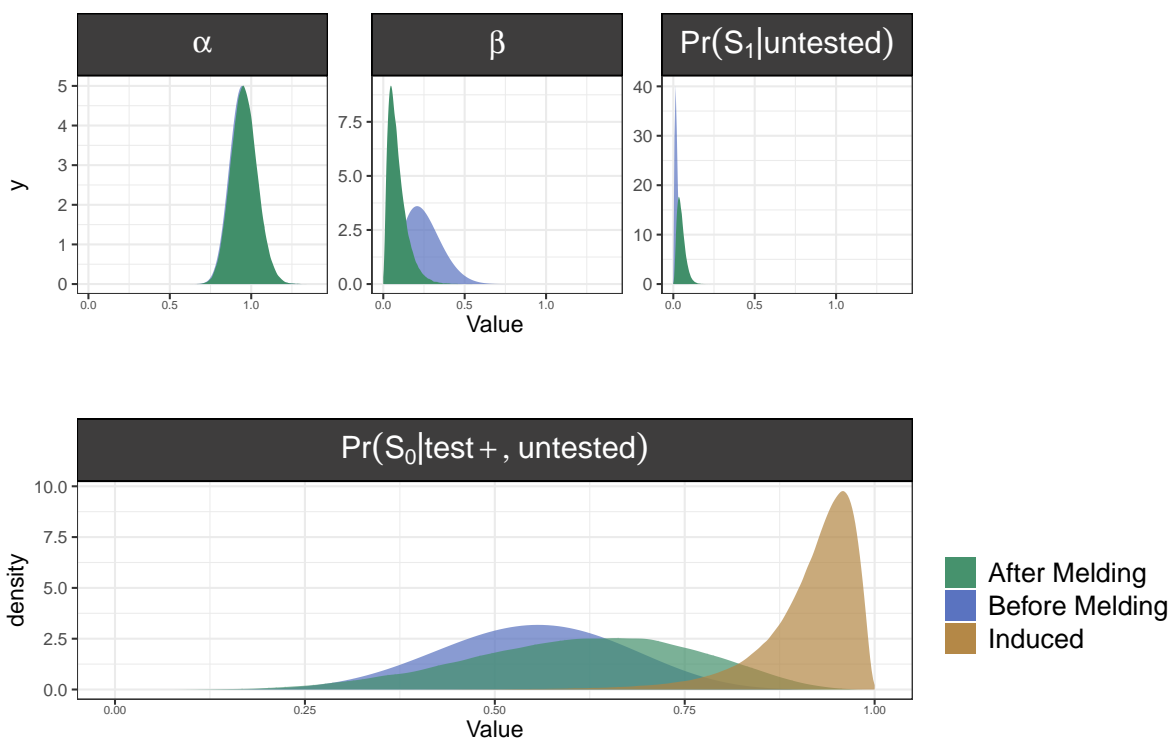 α β Pr(S₁|untested)
y
5
4
3
2
1
0
7.5
5.0
2.5
0.0
40
30
20
10
0
0.0 0.5 1.0 0.0 0.5 1.0 0.0 0.5 1.0
Value
Pr(S₀|test +, untested)
density
10.0
7.5
5.0
2.5
0.0
0.00 0.25 0.50 0.75 1.00
Value
After Melding
Before Melding
Induced